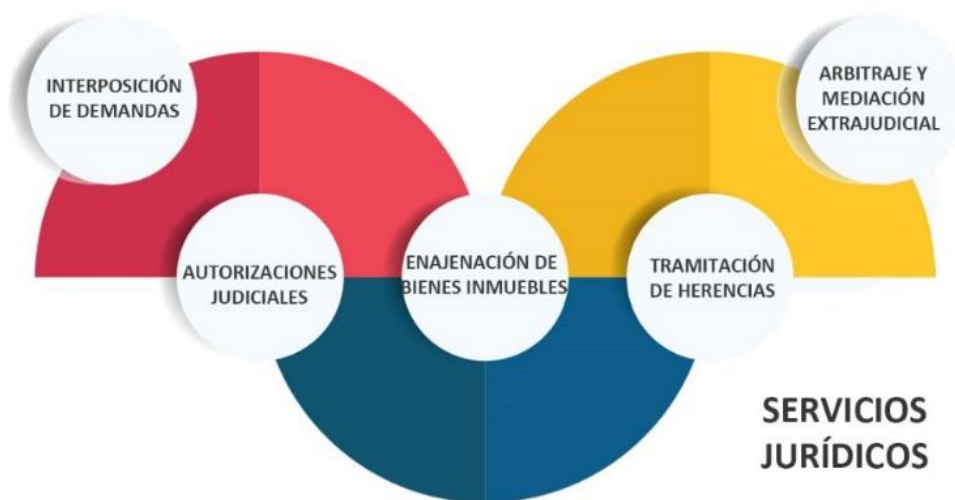 INTERPOSICIÓN
DE DEMANDAS
AUTORIZACIONES
JUDICIALES
ENAJENACIÓN DE
BIENES INMUEBLES
TRAMITACIÓN
DE HERENCIAS
ARBITRAJE Y
MEDIACIÓN
EXTRAJUDICIAL
SERVICIOS
JURÍDICOS